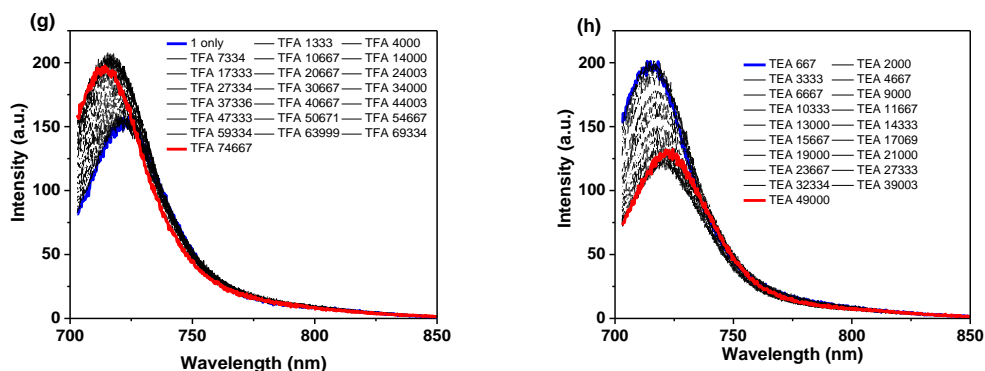 (g)
1 only TFA 1333 TFA 4000
TFA 7334 TFA 10667 TFA 14000
TFA 17333 TFA 20667 TFA 24003
TFA 27334 TFA 30667 TFA 34000
TFA 37336 TFA 40667 TFA 44003
TFA 47333 TFA 50671 TFA 54667
TFA 59334 TFA 63999 TFA 69334
TFA 74667
200
150
100
50
0
Intensity (a.u.)
700 750 800 850
Wavelength (nm)
(h)
TEA 667 TEA 2000
TEA 3333 TEA 4667
TEA 6667 TEA 9000
TEA 10333 TEA 11667
TEA 13000 TEA 14333
TEA 15667 TEA 17069
TEA 19000 TEA 21000
TEA 23667 TEA 27333
TEA 32334 TEA 39003
TEA 49000
200
150
100
50
0
Intensity (a.u.)
700 750 800 850
Wavelength (nm)